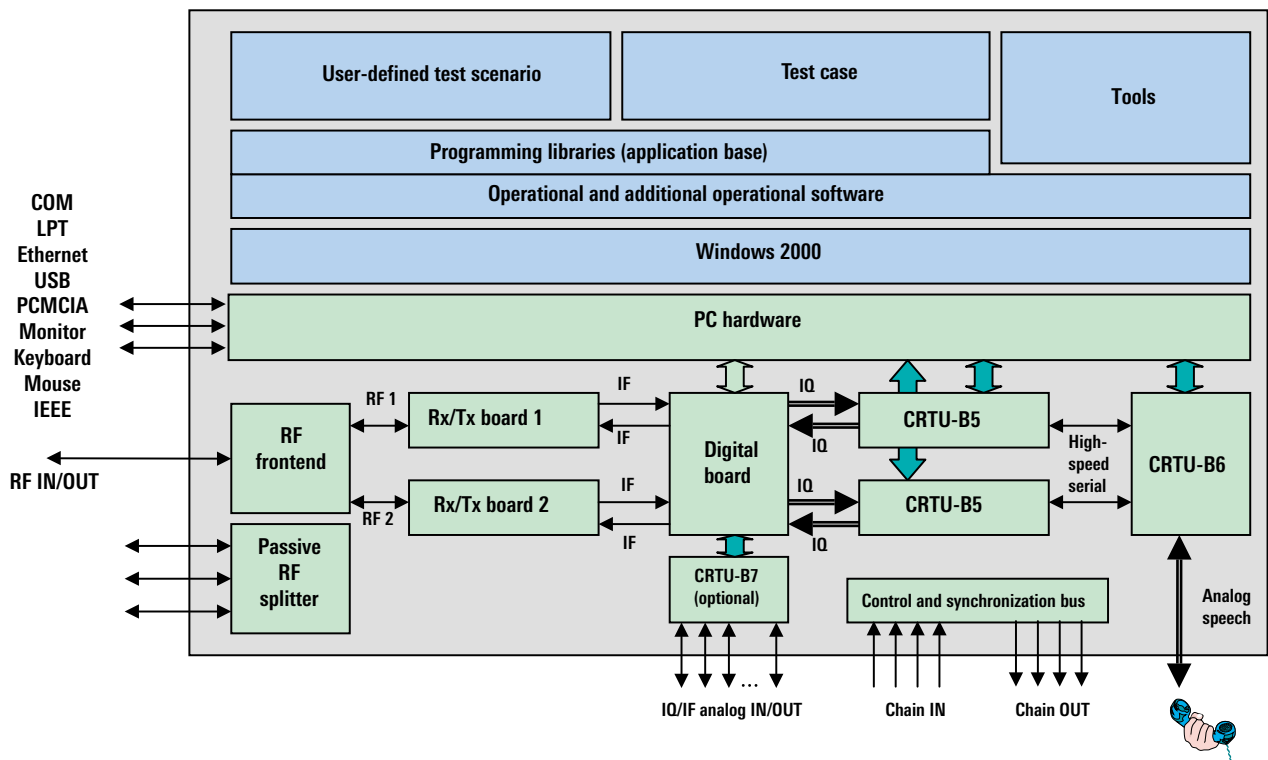 User-defined test scenario
Test case
Tools
Programming libraries (application base)
Operational and additional operational software
Windows 2000
COM
LPT
Ethernet
USB
PCMCIA
Monitor
Keyboard
Mouse
IEEE
PC hardware
RF IN/OUT
RF
frontend
RF 1
RF 2
Rx/Tx board 1
Rx/Tx board 2
IF
IF
IF
IF
Digital
board
IQ
IQ
IQ
IQ
CRTU-B5
CRTU-B5
High-
speed
serial
CRTU-B6
Passive
RF
splitter
CRTU-B7
(optional)
Control and synchronization bus
Analog
speech
...
IQ/IF analog IN/OUT
Chain IN
Chain OUT